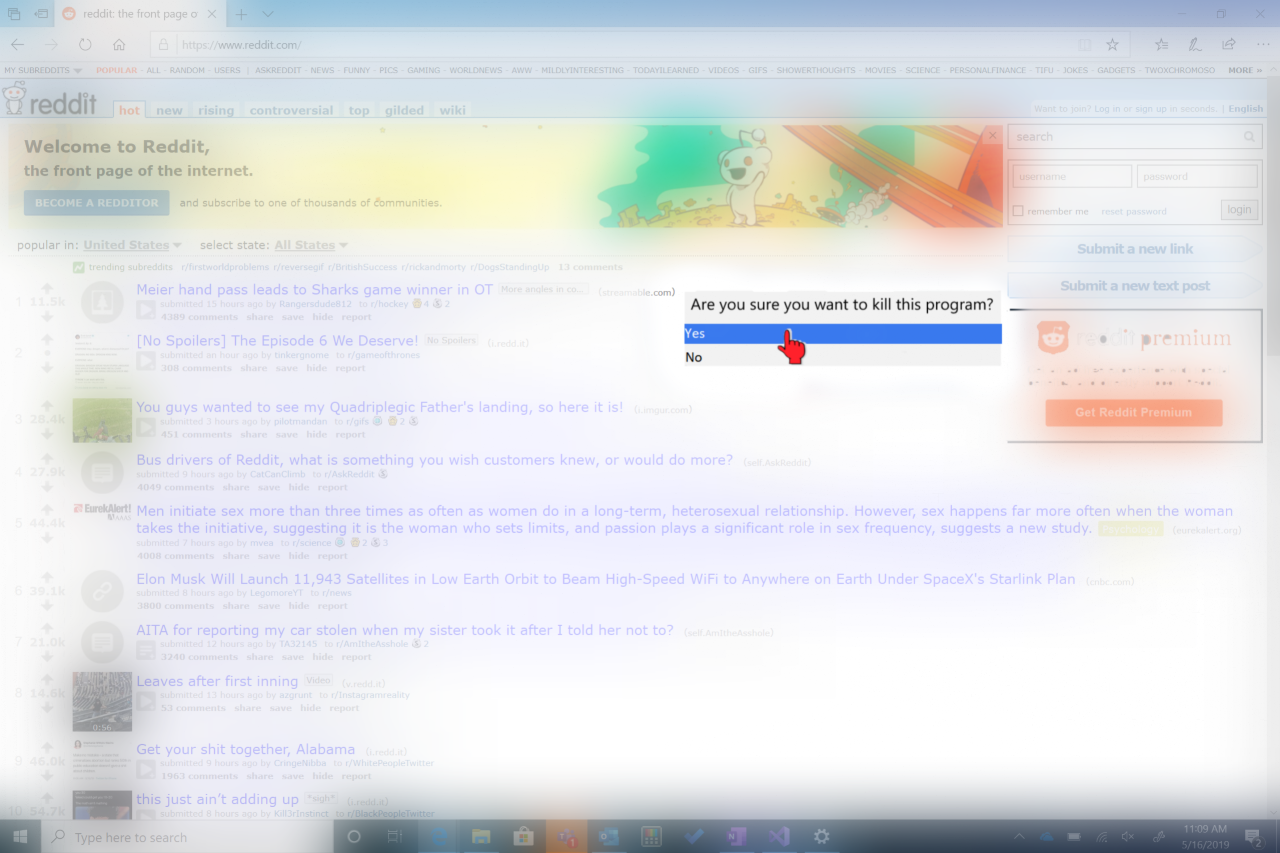 reddit: the front page of
https://www.reddit.com/
MY SUBREDDITS POPULAR - ALL - RANDOM - USERS | ASKREDDIT - NEWS - FUNNY - PICS - GAMING - WORLDNEWS - AWW - MILDLYINTERESTING - TODAYILEARNED - VIDEOS - GIFS - SHOWERTHOUGHTS - MOVIES - SCIENCE - PERSONALFINANCE - TIFU - JOKES - GADGETS - TWOXCHROMOSO MORE »
reddit hot new rising controversial top gilded wiki
Want to join? Log in or sign up in seconds. | English
Welcome to Reddit,
the front page of the internet.
BECOME A REDDITOR and subscribe to one of thousands of communities.
search
username password
remember me reset password login
Submit a new link
Submit a new text post
reddit premium
Get Reddit Premium
popular in: United States select state: All States
trending subreddits r/firstworldproblems r/reversegif r/BritishSuccess r/rickandmorty r/DogsStandingUp 13 comments
Are you sure you want to kill this program?
Yes
No
1 11.5k Meier hand pass leads to Sharks game winner in OT More angles in co... (streamable.com)
submitted 15 hours ago by Rangersdude812 to r/hockey 4 2
4389 comments share save hide report
2 [No Spoilers] The Episode 6 We Deserve! No Spoilers (i.redd.it)
submitted an hour ago by tinkergnome to r/gameofthrones
308 comments share save hide report
3 28.4k You guys wanted to see my Quadriplegic Father's landing, so here it is! (i.imgur.com)
submitted 3 hours ago by pilotmandan to r/gifs 2
451 comments share save hide report
4 27.9k Bus drivers of Reddit, what is something you wish customers knew, or would do more? (self.AskReddit)
submitted 9 hours ago by CatCanClimb to r/AskReddit
4049 comments share save hide report
EurekAlert!
AAAS
5 44.4k Men initiate sex more than three times as often as women do in a long-term, heterosexual relationship. However, sex happens far more often when the woman
takes the initiative, suggesting it is the woman who sets limits, and passion plays a significant role in sex frequency, suggests a new study. (eurekalert.org)
submitted 7 hours ago by mvea to r/science 2 3
4008 comments share save hide report
6 39.1k Elon Musk Will Launch 11,943 Satellites in Low Earth Orbit to Beam High-Speed WiFi to Anywhere on Earth Under SpaceX's Starlink Plan (cnbc.com)
submitted 8 hours ago by LegomoreYT to r/news
3800 comments share save hide report
7 21.0k AITA for reporting my car stolen when my sister took it after I told her not to? (self.AmItheAsshole)
submitted 12 hours ago by TA32145 to r/AmItheAsshole 2
3240 comments share save hide report
8 14.6k Leaves after first inning Video (v.redd.it)
submitted 13 hours ago by azgrunt to r/Instagramreality
0:56 53 comments share save hide report
9 46.0k Get your shit together, Alabama (i.redd.it)
submitted 9 hours ago by CringeNibba to r/WhitePeopleTwitter
1963 comments share save hide report
10 54.7k this just ain't adding up *sigh* (i.redd.it)
submitted 8 hours ago by Kill3rInstinct to r/BlackPeopleTwitter
Type here to search
11:09 AM
5/16/2019